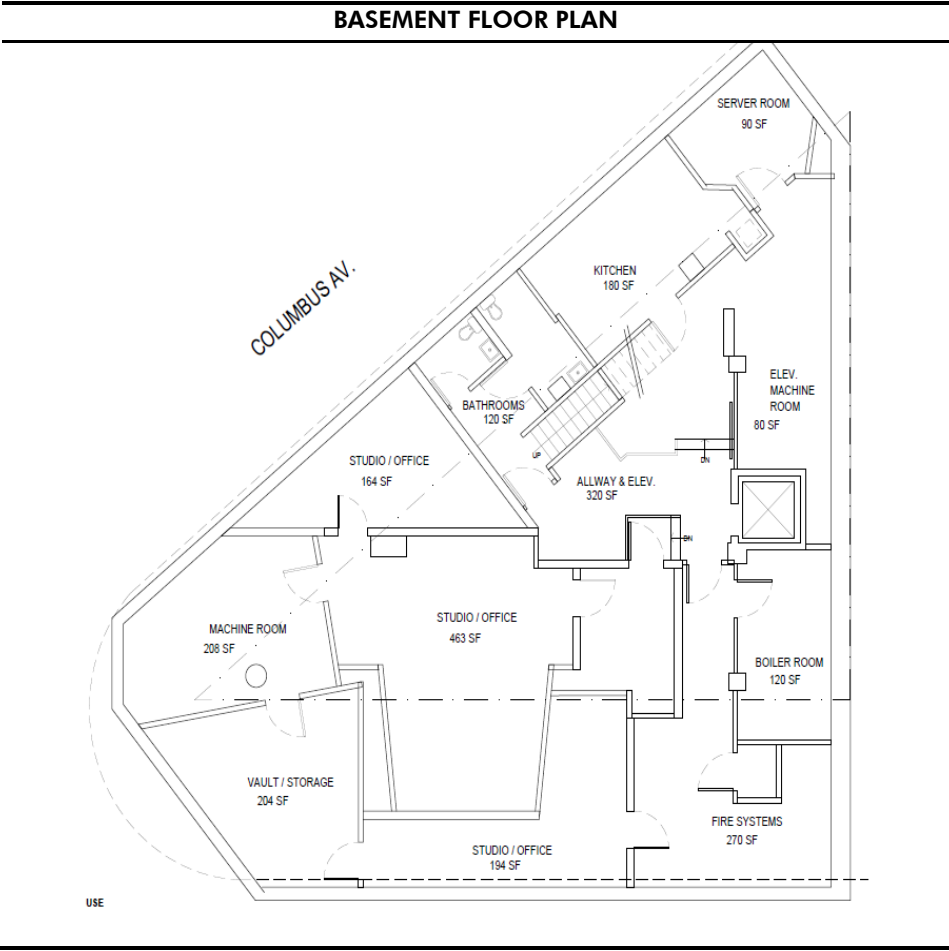 BASEMENT FLOOR PLAN
SERVER ROOM
90 SF
COLUMBUS AV.
KITCHEN
180 SF
ELEV.
MACHINE
ROOM
80 SF
BATHROOMS
120 SF
UP
DN
STUDIO / OFFICE
164 SF
ALLWAY & ELEV.
320 SF
DN
STUDIO / OFFICE
463 SF
MACHINE ROOM
208 SF
BOILER ROOM
120 SF
VAULT / STORAGE
204 SF
FIRE SYSTEMS
270 SF
STUDIO / OFFICE
194 SF
USE